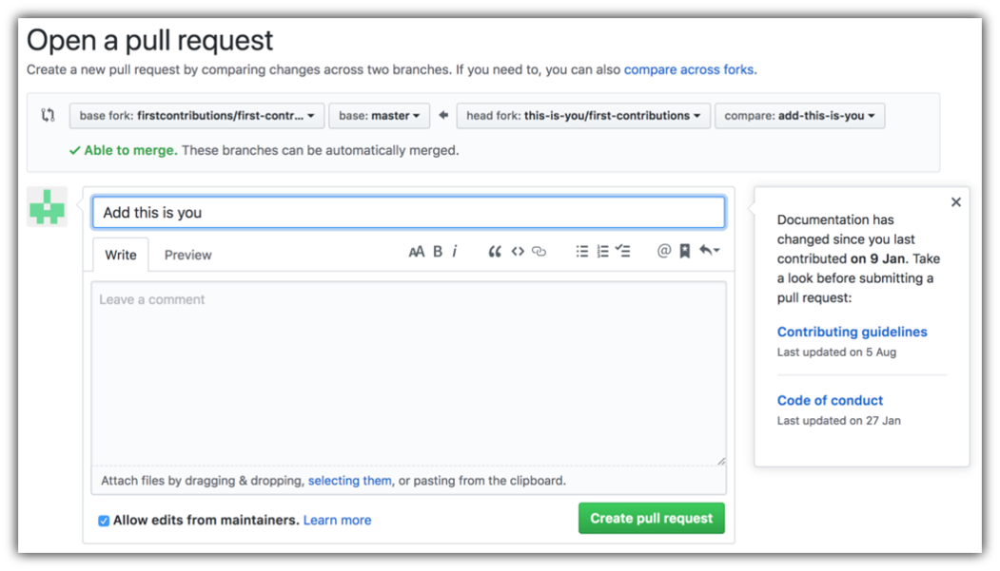 Open a pull request
Create a new pull request by comparing changes across two branches. If you need to, you can also compare across forks.
base fork: firstcontributions/first-contr... base: master head fork: this-is-you/first-contributions compare: add-this-is-you
Able to merge. These branches can be automatically merged.
Add this is you
Write Preview AA B i “ <> @
Leave a comment
Attach files by dragging & dropping, selecting them, or pasting from the clipboard.
Allow edits from maintainers. Learn more
Create pull request
Documentation has
changed since you last
contributed on 9 Jan. Take
a look before submitting a
pull request:
Contributing guidelines
Last updated on 5 Aug
Code of conduct
Last updated on 27 Jan